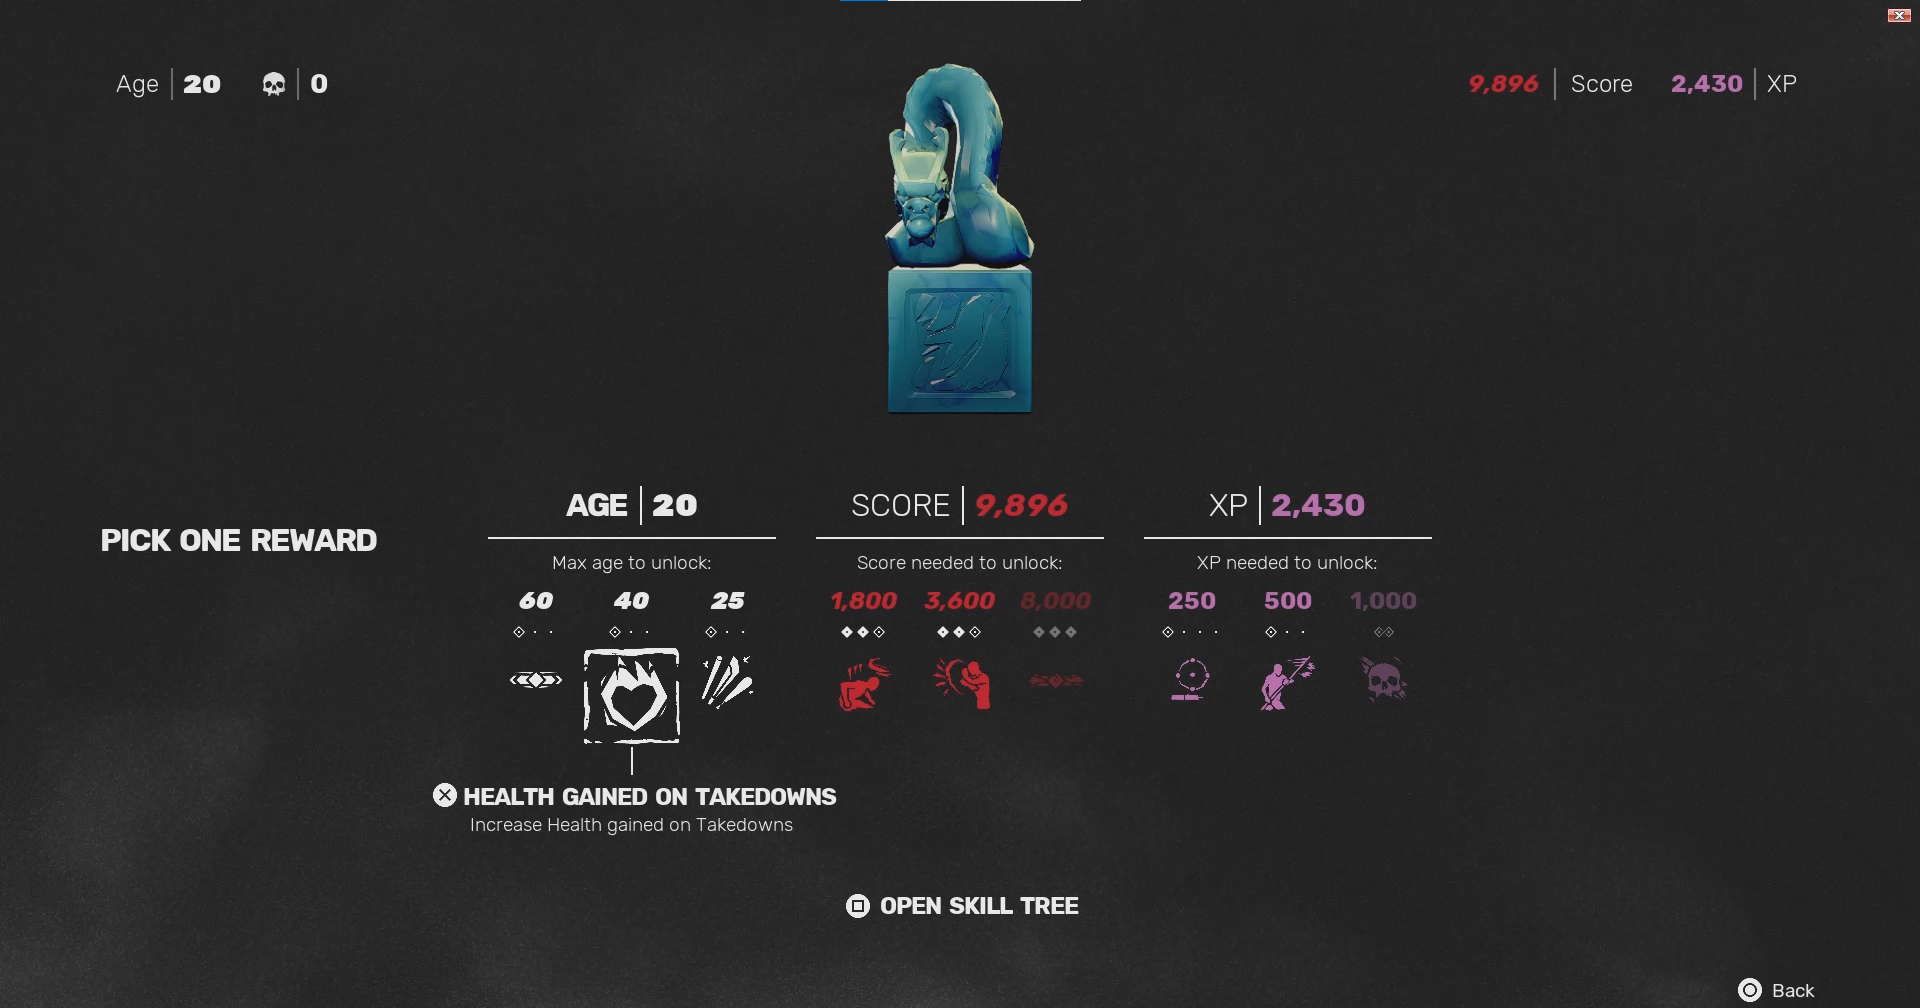 Age 20 0
9,896 Score 2,430 XP
PICK ONE REWARD
AGE 20
Max age to unlock:
60 40 25
SCORE 9,896
Score needed to unlock:
1,800 3,600 8,000
XP 2,430
XP needed to unlock:
250 500 1,000
HEALTH GAINED ON TAKEDOWNS
Increase Health gained on Takedowns
OPEN SKILL TREE
Back